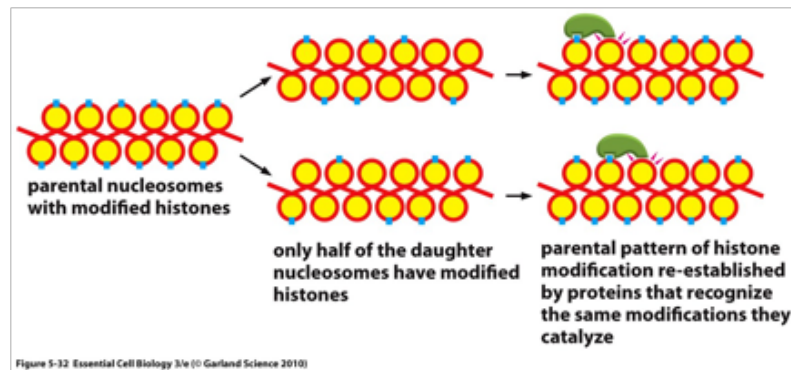 parental nucleosomes
with modified histones
only half of the daughter
nucleosomes have modified
histones
parental pattern of histone
modification re-established
by proteins that recognize
the same modifications they
catalyze
Figure 5-32 Essential Cell Biology 3/e (© Garland Science 2010)